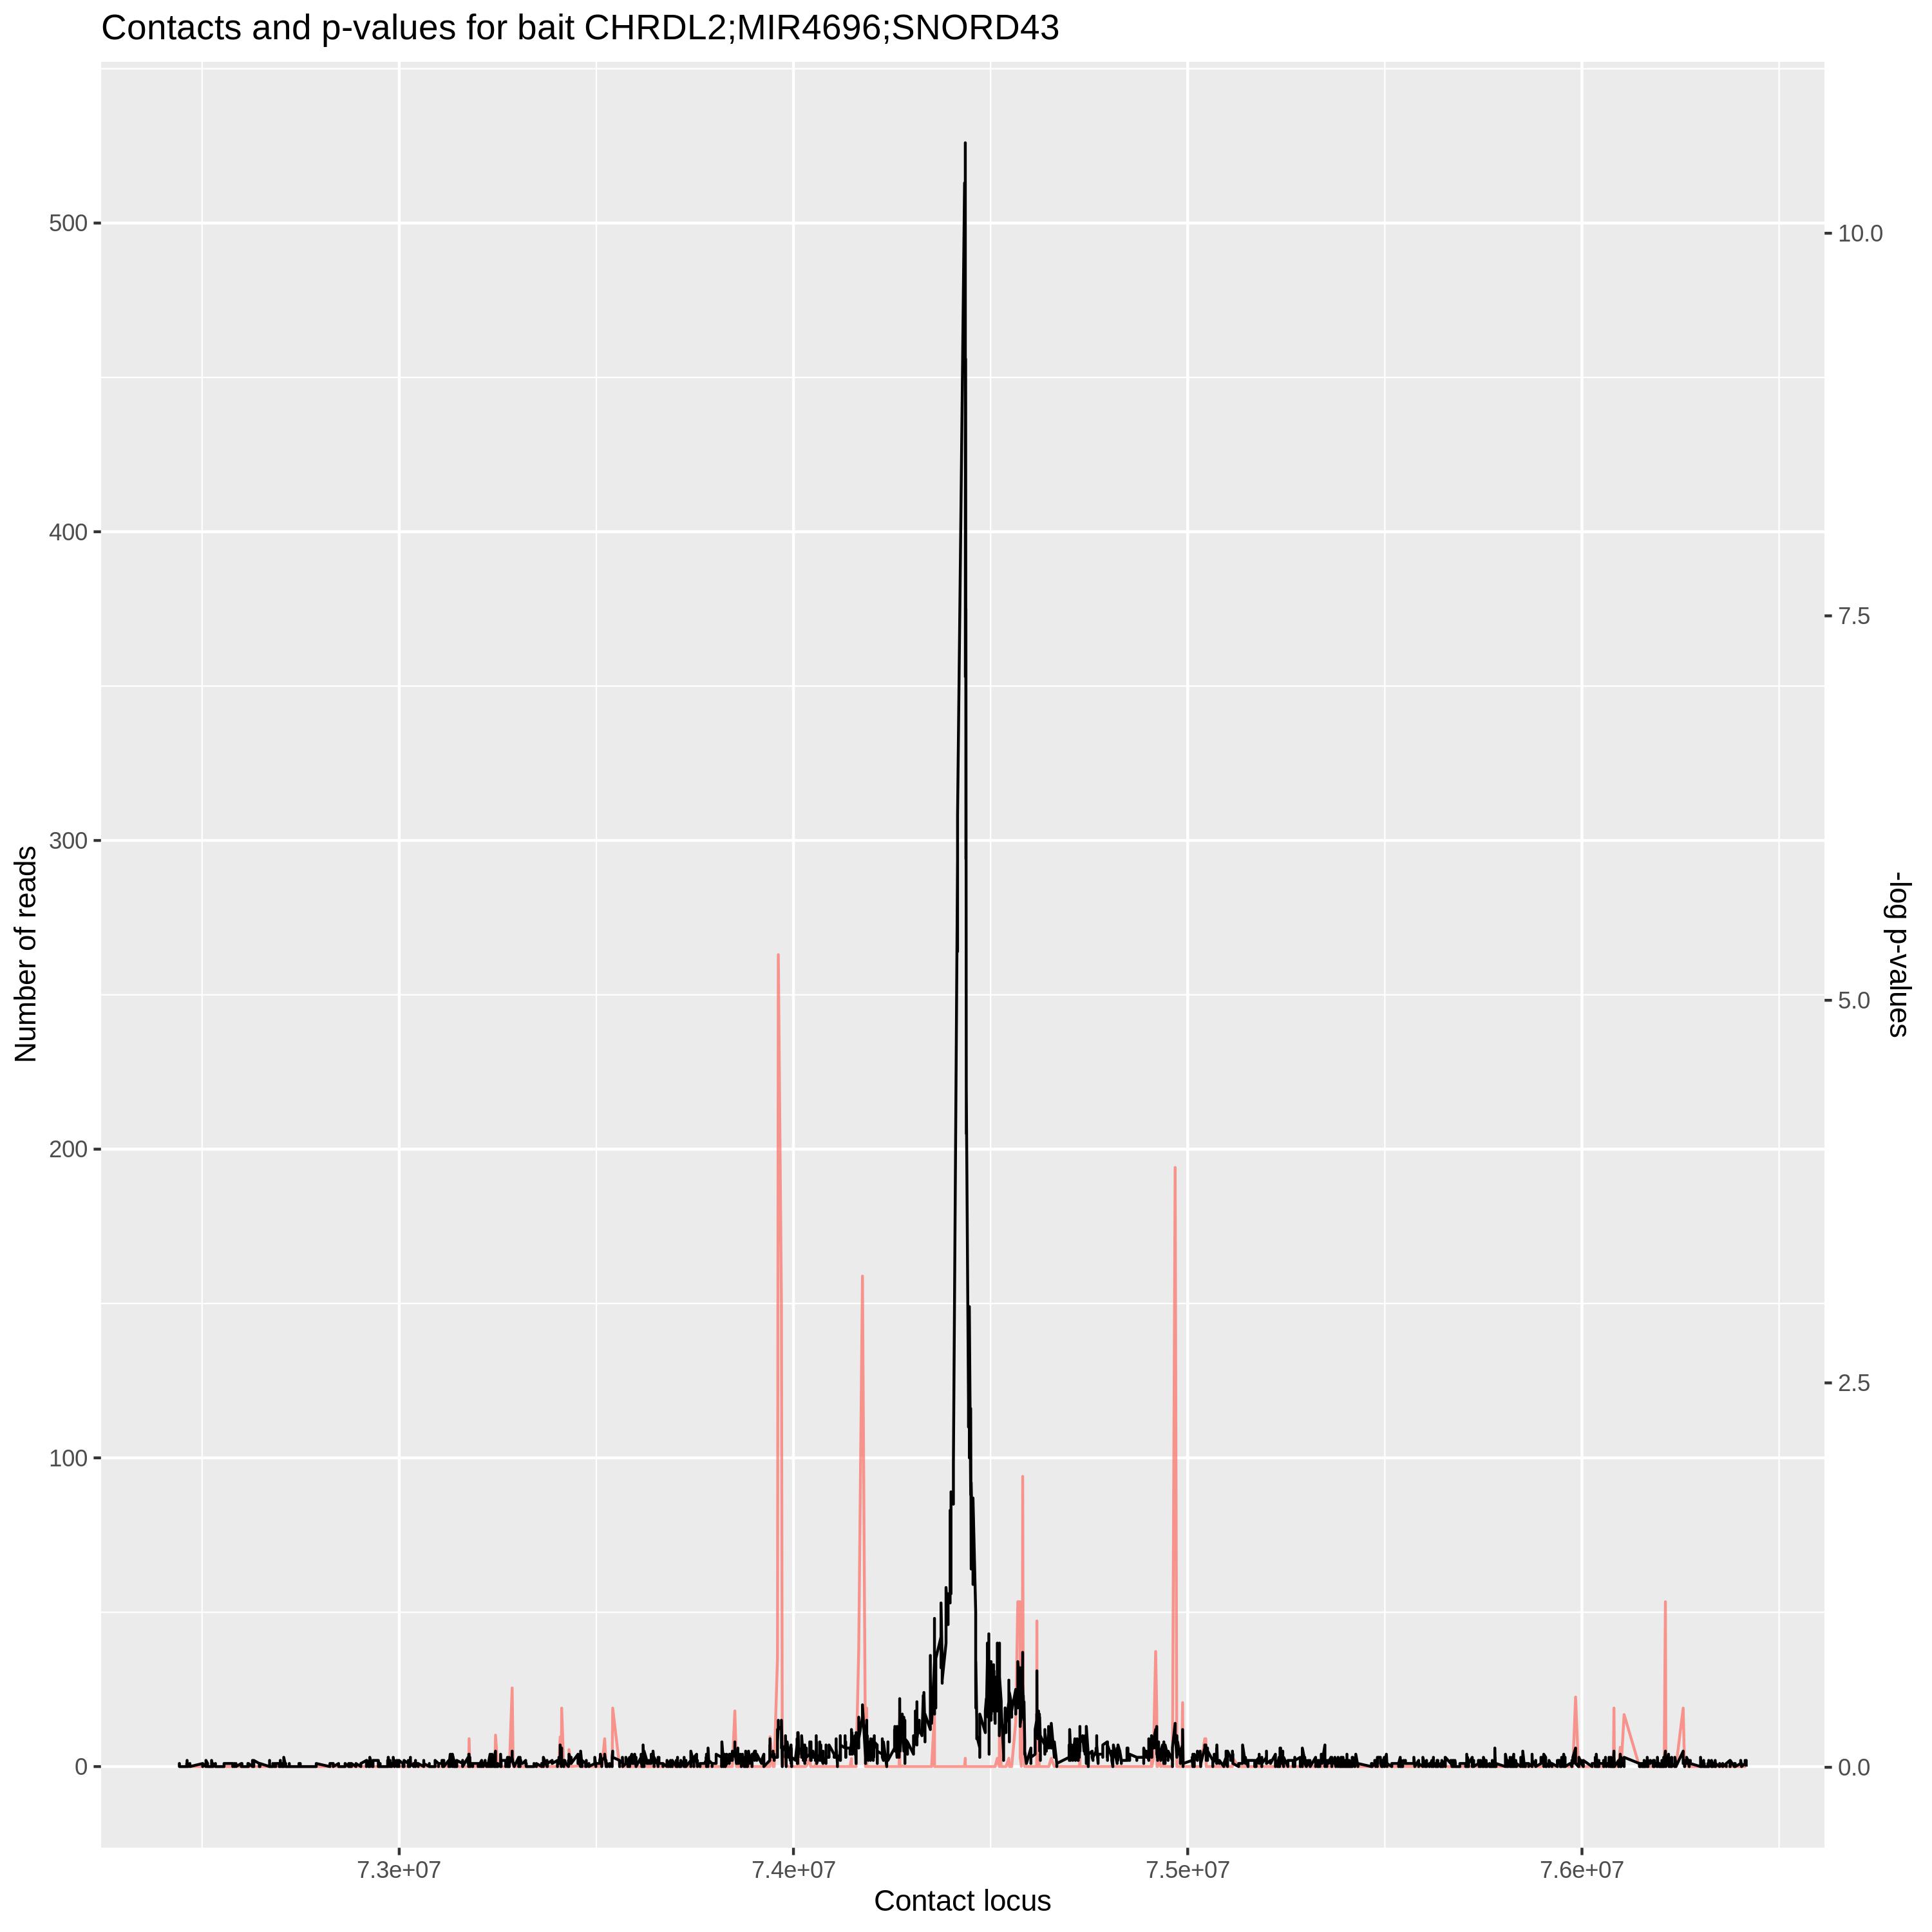 Contacts and p-values for bait CHRDL2;MIR4696;SNORD43
Number of reads
500
400
300
200
100
0
10.0
7.5
5.0
2.5
0.0
-log p-values
7.3e+07 7.4e+07 7.5e+07 7.6e+07
Contact locus